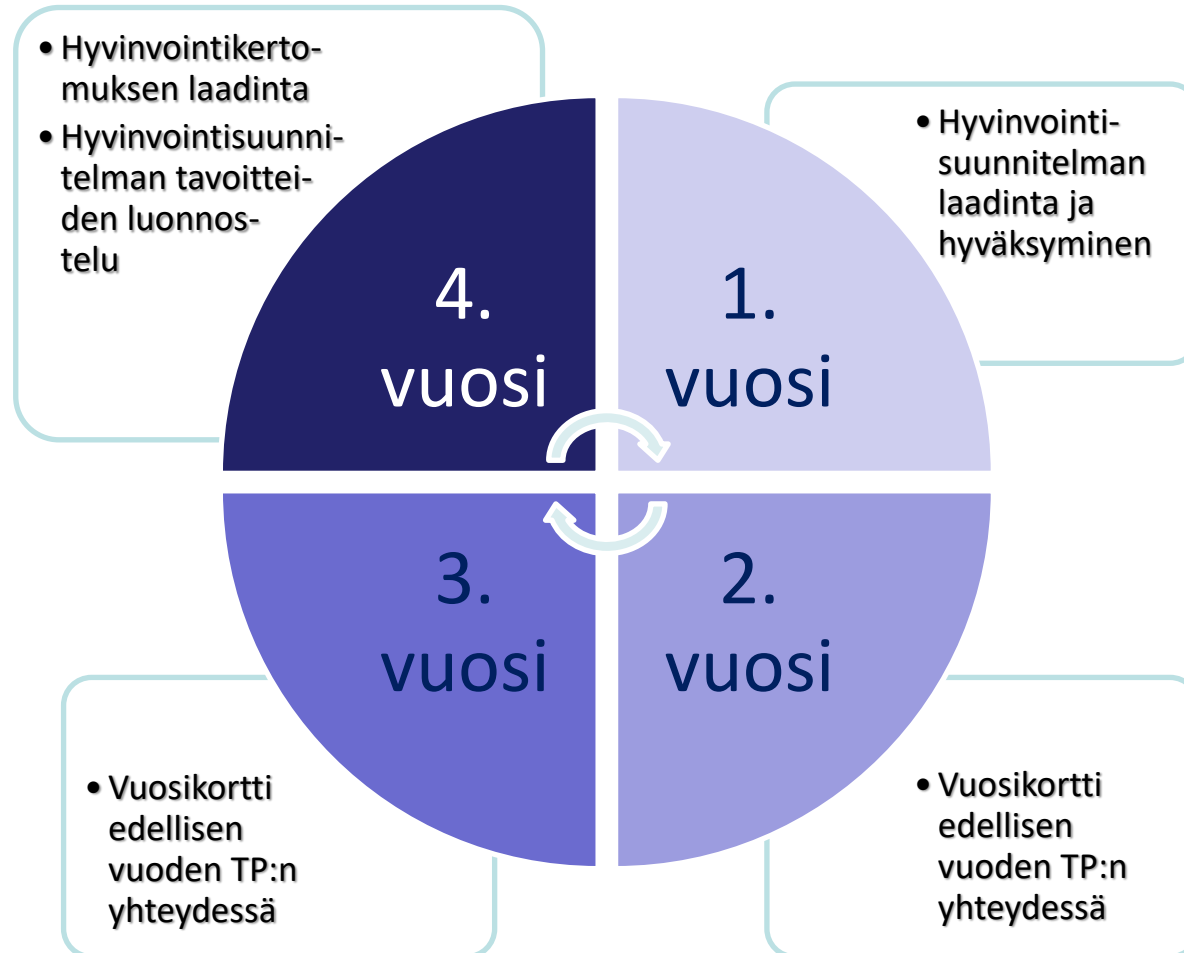 • Hyvinvointikerto-
muksen laadinta
• Hyvinvointisuunni-
telman tavoittei-
den luonnos-
telu
• Hyvinvointi-
suunnitelman
laadinta ja
hyväksyminen
4.
vuosi
1.
vuosi
3.
vuosi
2.
vuosi
• Vuosikortti
edellisen
vuoden TP:n
yhteydessä
• Vuosikortti
edellisen
vuoden TP:n
yhteydessä